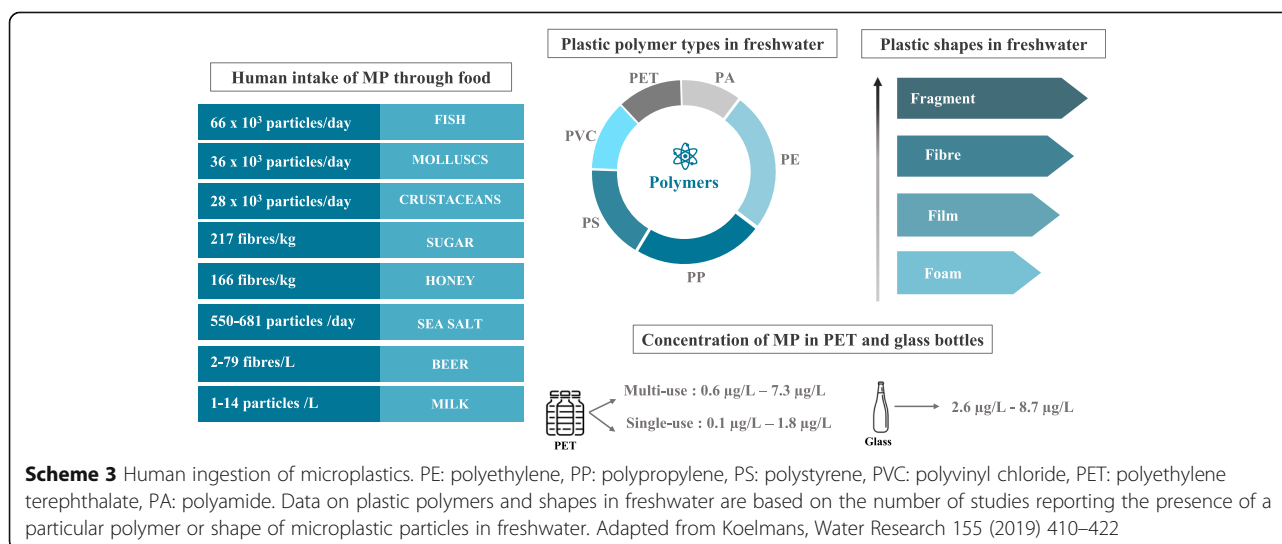 Human intake of MP through food
66 x 10³ particles/day FISH
36 x 10³ particles/day MOLLUSCS
28 x 10³ particles/day CRUSTACEANS
217 fibres/kg SUGAR
166 fibres/kg HONEY
550-681 particles /day SEA SALT
2-79 fibres/L BEER
1-14 particles /L MILK
Plastic polymer types in freshwater
PET
PA
PVC
PE
Polymers
PS
PP
Plastic shapes in freshwater
Fragment
Fibre
Film
Foam
Concentration of MP in PET and glass bottles
Multi-use : 0.6 µg/L – 7.3 µg/L
Single-use : 0.1 µg/L – 1.8 µg/L
PET
2.6 µg/L - 8.7 µg/L
Glass
Scheme 3 Human ingestion of microplastics. PE: polyethylene, PP: polypropylene, PS: polystyrene, PVC: polyvinyl chloride, PET: polyethylene
terephthalate, PA: polyamide. Data on plastic polymers and shapes in freshwater are based on the number of studies reporting the presence of a
particular polymer or shape of microplastic particles in freshwater. Adapted from Koelmans, Water Research 155 (2019) 410–422